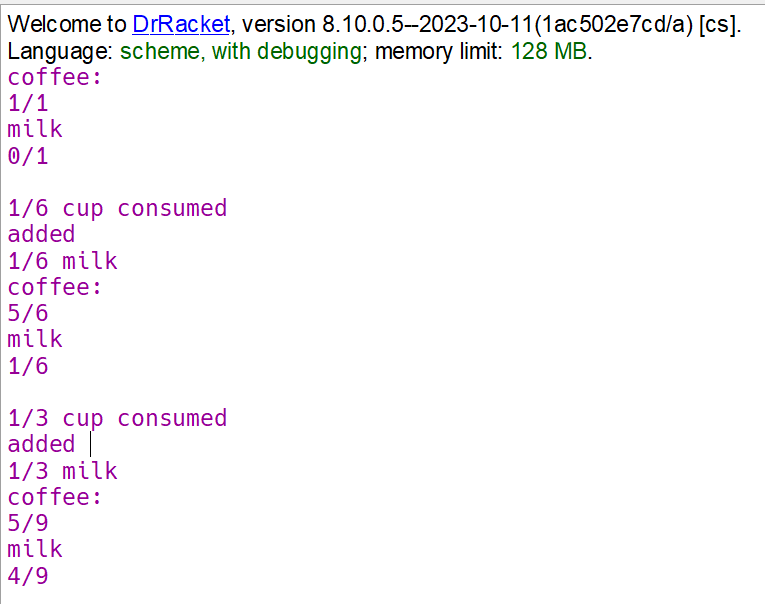 Welcome to DrRacket, version 8.10.0.5--2023-10-11(1ac502e7cd/a) [cs].
Language: scheme, with debugging; memory limit: 128 MB.
coffee:
1/1
milk
0/1
1/6 cup consumed
added
1/6 milk
coffee:
5/6
milk
1/6
1/3 cup consumed
added
1/3 milk
coffee:
5/9
milk
4/9